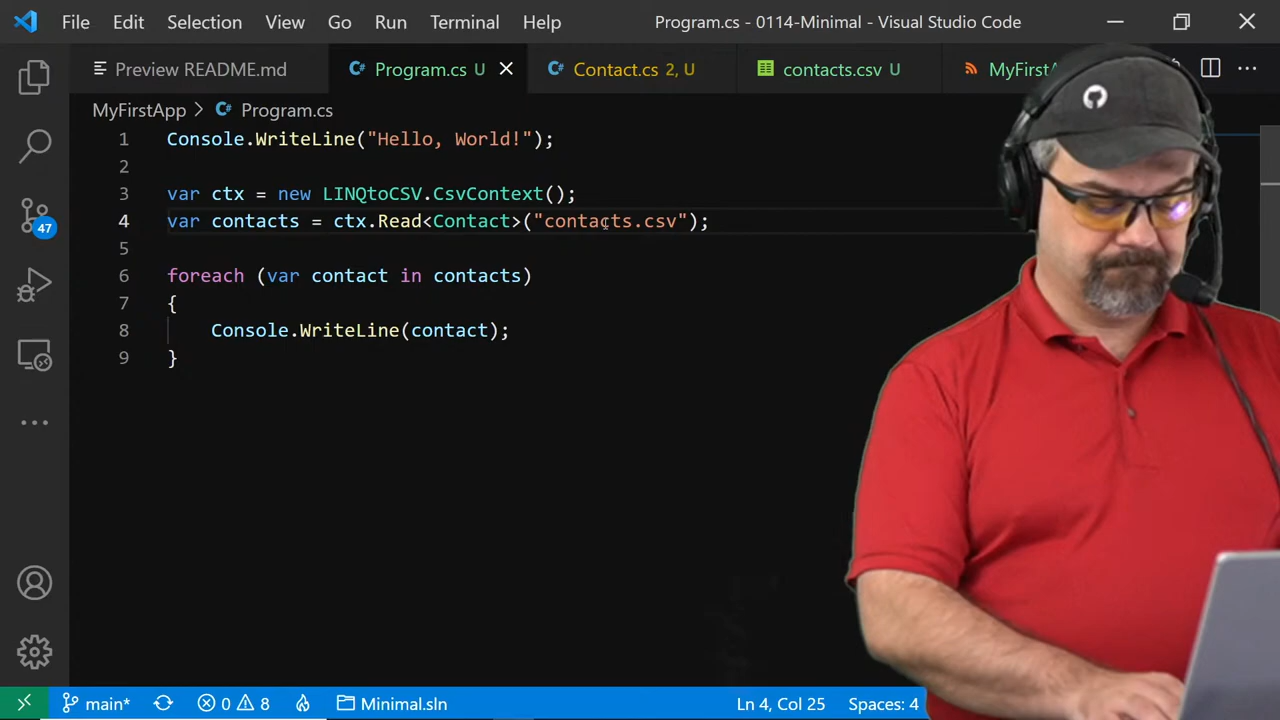 File Edit Selection View Go Run Terminal Help Program.cs - 0114-Minimal - Visual Studio Code
Preview README.md C# Program.cs U C# Contact.cs 2, U contacts.csv U MyFirstA
MyFirstApp > C# Program.cs
1 Console.WriteLine("Hello, World!");
2
3 var ctx = new LINQtoCSV.CsvContext();
4 var contacts = ctx.Read<Contact>("contacts.csv");
5
6 foreach (var contact in contacts)
7 {
8 Console.WriteLine(contact);
9 }
47
main* 0 8 Minimal.sln Ln 4, Col 25 Spaces: 4